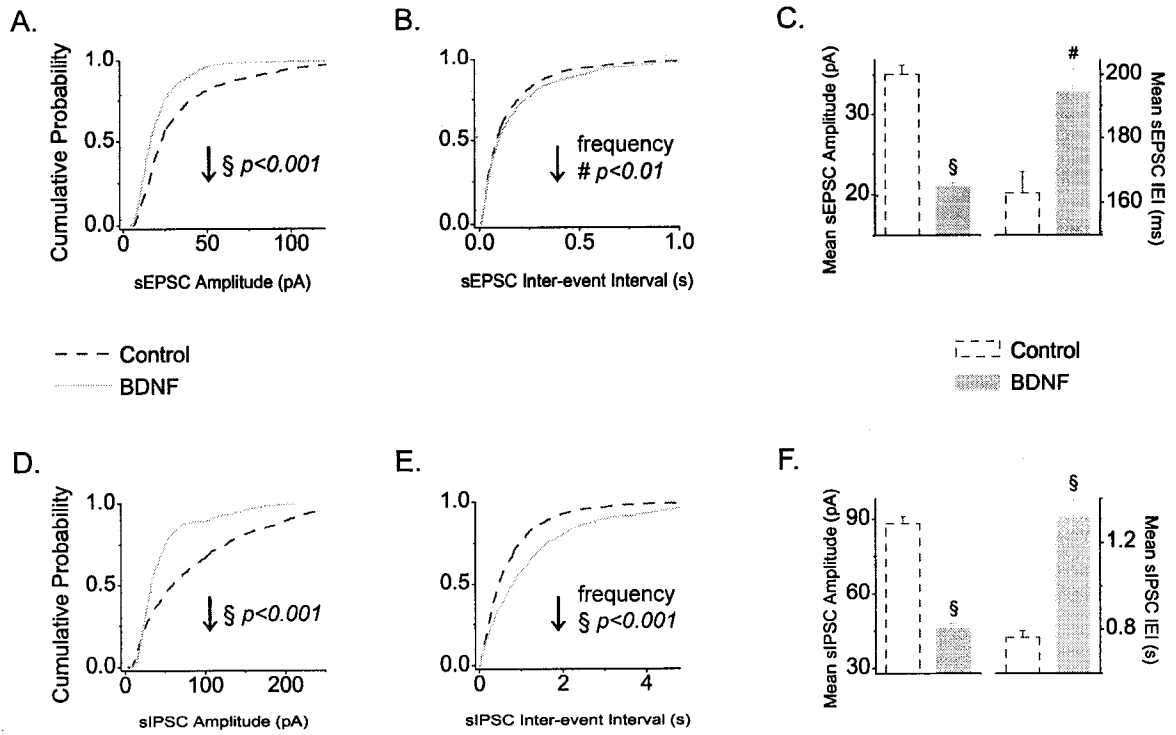 A.
Cumulative Probability
1.0
0.5
0.0
0
50
100
sEPSC Amplitude (pA)
§ p<0.001
B.
1.0
0.5
0.0
0.0
0.5
1.0
sEPSC Inter-event Interval (s)
frequency
# p<0.01
C.
Mean sEPSC Amplitude (pA)
30
20
§
#
200
180
160
Mean sEPSC IEI (ms)
Control
BDNF
Control
BDNF
D.
Cumulative Probability
1.0
0.5
0.0
0
100
200
sIPSC Amplitude (pA)
§ p<0.001
E.
1.0
0.5
0.0
0
2
4
sIPSC Inter-event Interval (s)
frequency
§ p<0.001
F.
Mean sIPSC Amplitude (pA)
90
60
30
§
§
1.2
0.8
Mean sIPSC IEI (s)